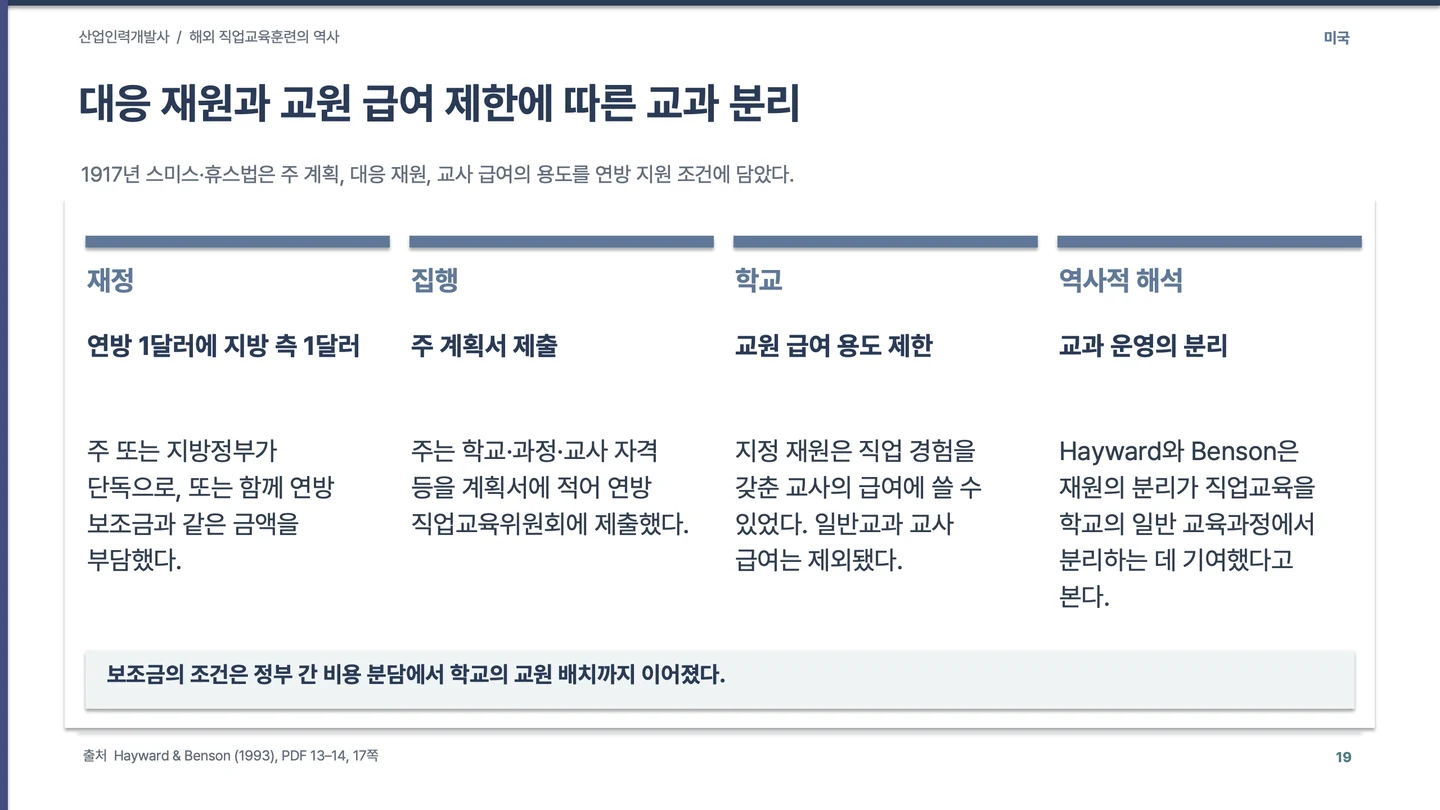 산업인력개발사 / 해외 직업교육훈련의 역사
미국
대응 재원과 교원 급여 제한에 따른 교과 분리
1917년 스미스·휴스법은 주 계획, 대응 재원, 교사 급여의 용도를 연방 지원 조건에 담았다.
재정
연방 1달러에 지방 측 1달러
주 또는 지방정부가
단독으로, 또는 함께 연방
보조금과 같은 금액을
부담했다.
집행
주 계획서 제출
주는 학교·과정·교사 자격
등을 계획서에 적어 연방
직업교육위원회에 제출했다.
학교
교원 급여 용도 제한
지정 재원은 직업 경험을
갖춘 교사의 급여에 쓸 수
있었다. 일반교과 교사
급여는 제외됐다.
역사적 해석
교과 운영의 분리
Hayward와 Benson은
재원의 분리가 직업교육을
학교의 일반 교육과정에서
분리하는 데 기여했다고
본다.
보조금의 조건은 정부 간 비용 분담에서 학교의 교원 배치까지 이어졌다.
출처 Hayward & Benson (1993), PDF 13–14, 17쪽
19